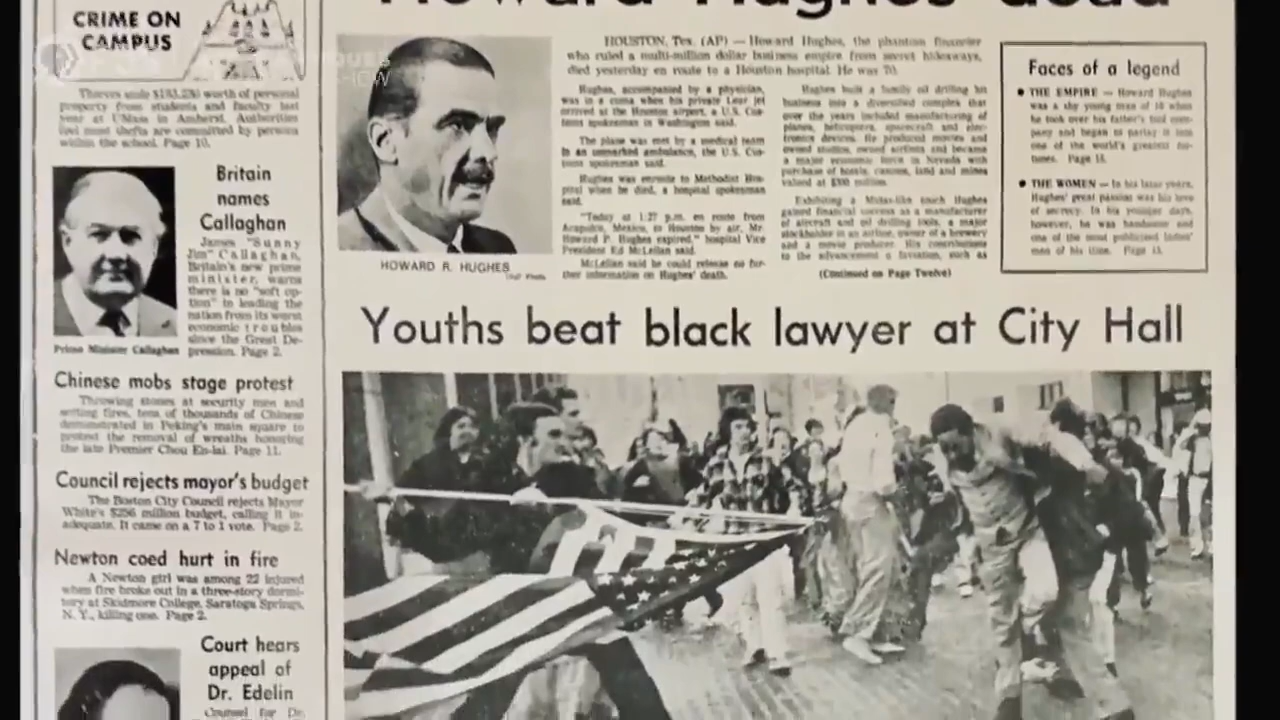 Howard Hughes dead
CRIME ON
CAMPUS
Thieves stole worth of personal
property from students and faculty last
year at UMass in Amherst. Authorities
feel most thefts are committed by persons
within the school. Page 10.
Britain
names
Callaghan
James "Sunny
Jim" Callaghan,
Britain's new prime
minister, warns
there is no "soft op-
tion" to leading the
nation from its worst
economic troubles
since the Great De-
pression. Page 2.
Prime Minister Callaghan
Chinese mobs stage protest
Throwing stones at security men and
setting fires, tens of thousands of Chinese
demonstrated in Peking's main square to
protest the removal of wreaths honoring
the late Premier Chou En-lai. Page 11.
Council rejects mayor's budget
The Boston City Council rejects Mayor
White's $256 million budget, calling it in-
adequate. It came on a 7 to 1 vote. Page 2.
Newton coed hurt in fire
A Newton girl was among 22 injured
when fire broke out in a three-story dormi-
tory at Skidmore College, Saratoga Springs,
N. Y., killing one. Page 2.
Court hears
appeal of
Dr. Edelin
Counsel for Dr.
HOWARD R. HUGHES
HOUSTON, Tex. (AP) — Howard Hughes, the phantom financier
who ruled a multi-million dollar business empire from secret hideaways,
died yesterday en route to a Houston hospital. He was 70.
Hughes, accompanied by a physician,
was in a coma when his private Lear jet
arrived at the Houston airport, a U.S. Cus-
toms spokesman in Washington said.
The plane was met by a medical team
in an unmarked ambulance, the U.S. Cus-
toms spokesman said.
Hughes was enroute to Methodist Hos-
pital when he died, a hospital spokesman
said.
"Today at 1:27 p.m. en route from
Acapulco, Mexico, to Houston by air, Mr.
Howard R. Hughes expired," hospital Vice
President Ed McLellan said.
McLellan said he could release no fur-
ther information on Hughes' death.
Hughes built a family oil drilling bit
business into a diversified complex that
over the years included manufacturing of
planes, helicopters, spacecraft and elec-
tronics devices. He produced movies and
owned studios, owned airlines and became
a major economic force in Nevada with
purchase of hotels, casinos, land and mines
valued at $300 million.
Exhibiting a Midas-like touch Hughes
gained financial success as a manufacturer
of aircraft and oil drilling tools, a major
stockholder in an airline, owner of a brewery
and a movie producer. His contributions
to the advancement of aviation, such as
(Continued on Page Twelve)
Faces of a legend
THE EMPIRE — Howard Hughes
was a shy young man of 18 when
he took over his father's tool com-
pany and began to parlay it into
one of the world's greatest for-
tunes. Page 14.
THE WOMEN — In his later years,
Hughes' great passion was his love
of secrecy. In his younger days,
however, he was handsome and
one of the most publicized ladies'
men of his time. Page 13.
Youths beat black lawyer at City Hall